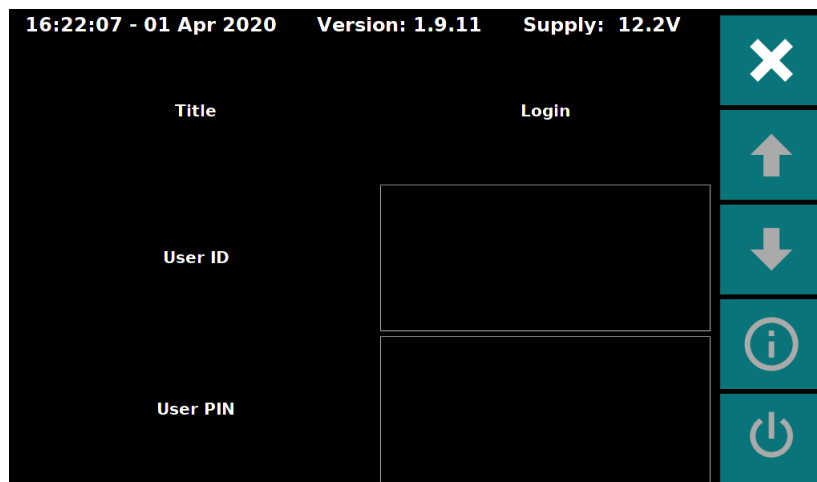 16:22:07 - 01 Apr 2020 Version: 1.9.11 Supply: 12.2V
Title Login
User ID
User PIN